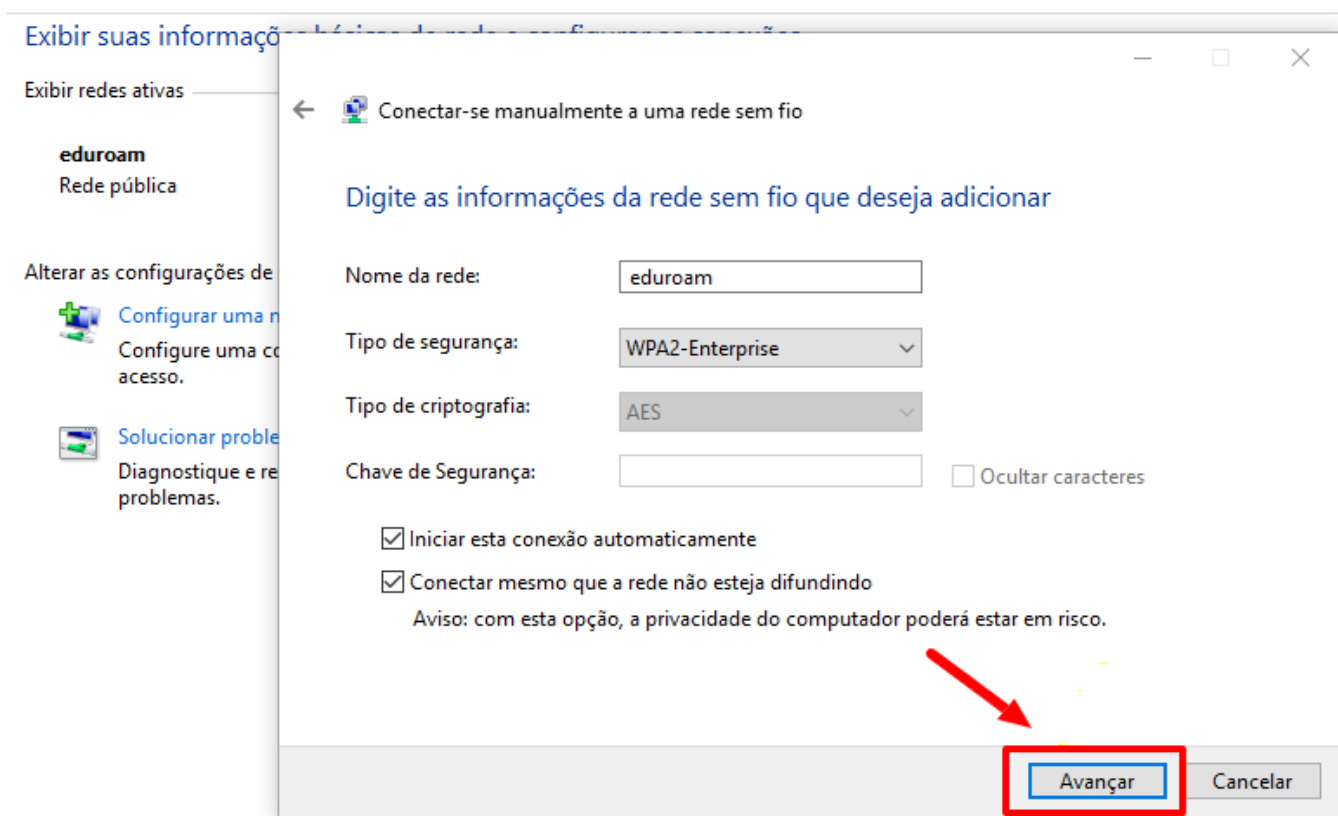 Exibir suas informaçõ
Exibir redes ativas
eduroam
Rede pública
Alterar as configurações de
Configurar uma n
Configure uma co
acesso.
Solucionar proble
Diagnostique e re
problemas.
Conectar-se manualmente a uma rede sem fio
Digite as informações da rede sem fio que deseja adicionar
Nome da rede:
eduroam
Tipo de segurança:
WPA2-Enterprise
Tipo de criptografia:
AES
Chave de Segurança:
Ocultar caracteres
Iniciar esta conexão automaticamente
Conectar mesmo que a rede não esteja difundindo
Aviso: com esta opção, a privacidade do computador poderá estar em risco.
Avançar
Cancelar